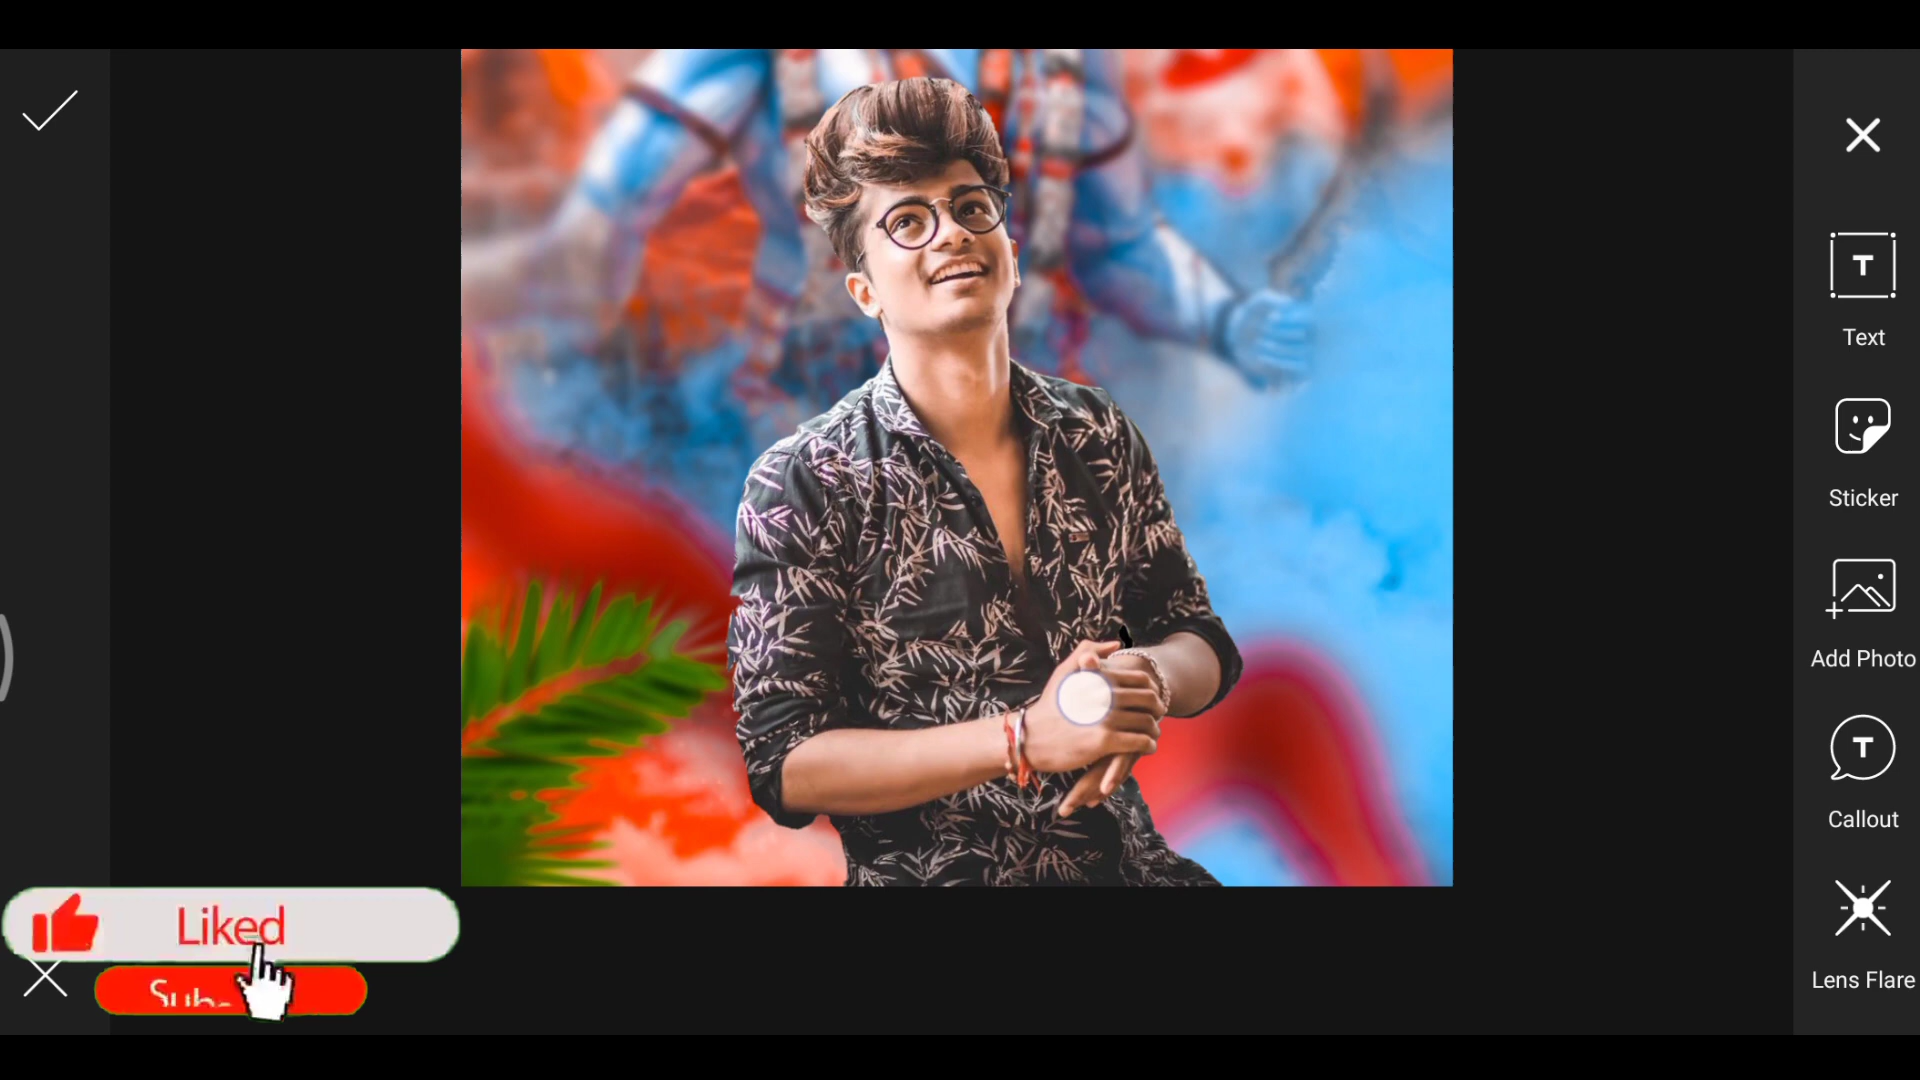 T
Text
Sticker
Add Photo
T
Callout
Lens Flare
Liked